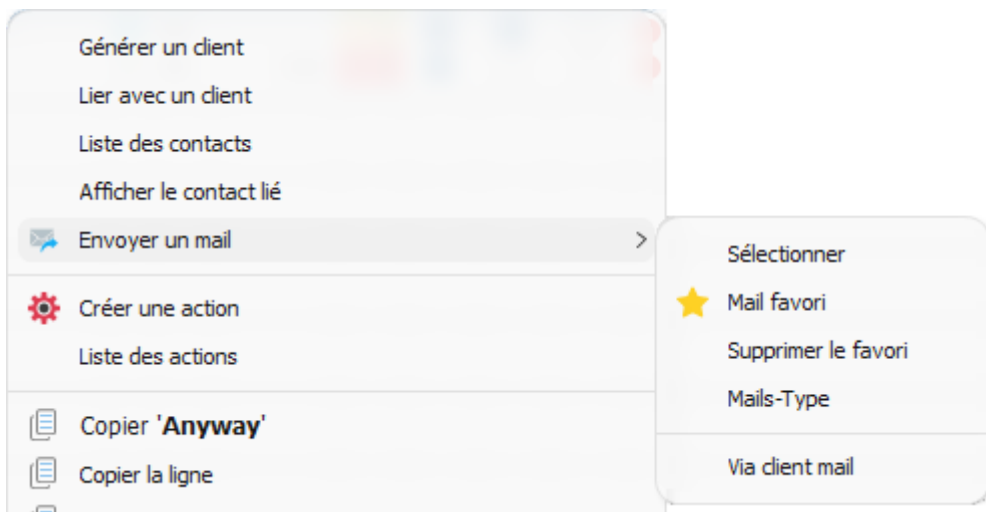 Générer un client
Lier avec un client
Liste des contacts
Afficher le contact lié
Envoyer un mail
Créer une action
Liste des actions
Copier 'Anyway'
Copier la ligne
Sélectionner
Mail favori
Supprimer le favori
Mails-Type
Via client mail